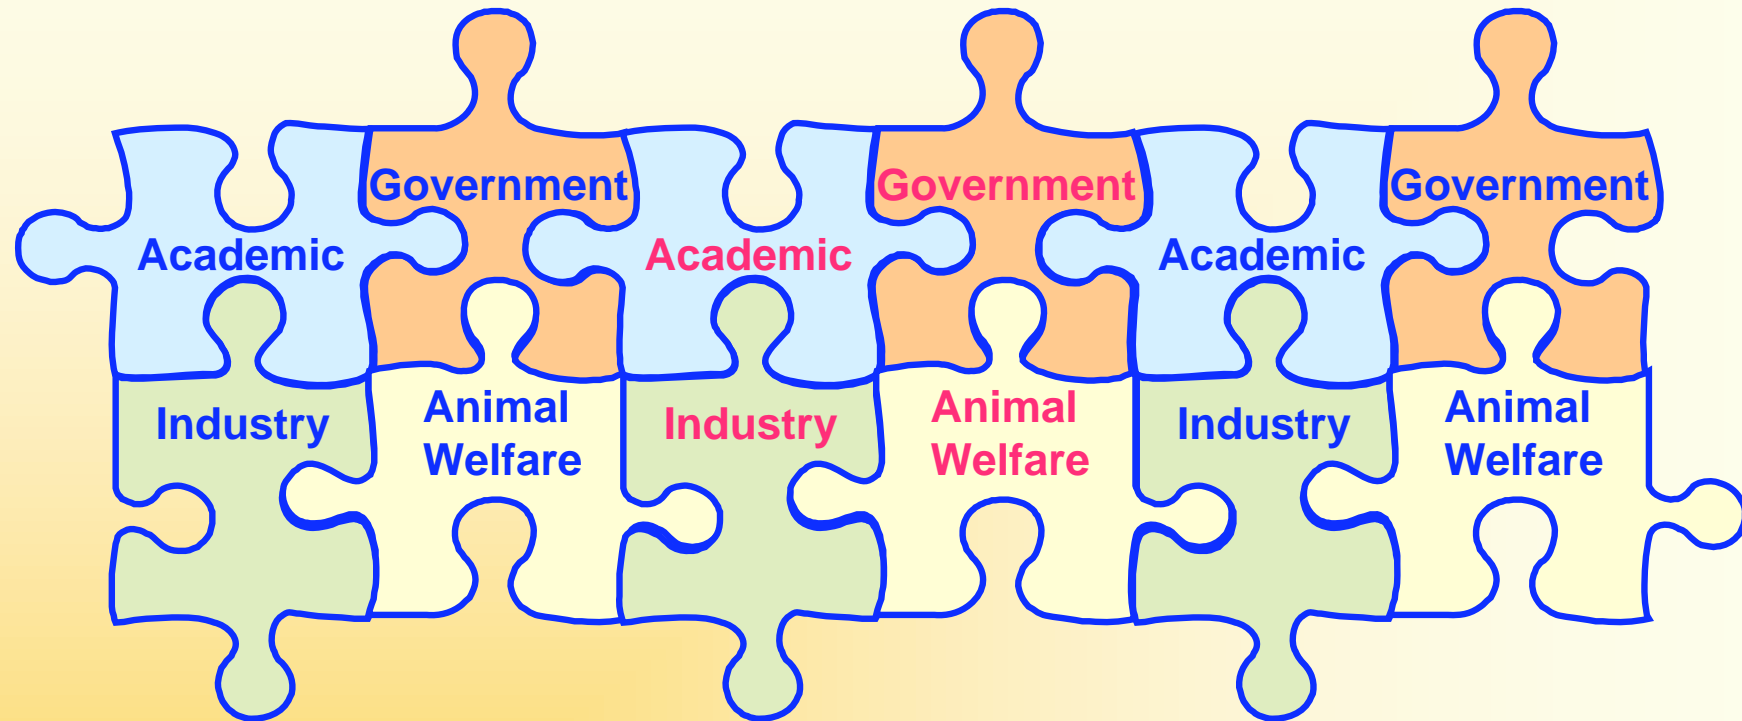 Government
Government
Government
Academic
Academic
Academic
Industry
Animal
Welfare
Industry
Animal
Welfare
Industry
Animal
Welfare